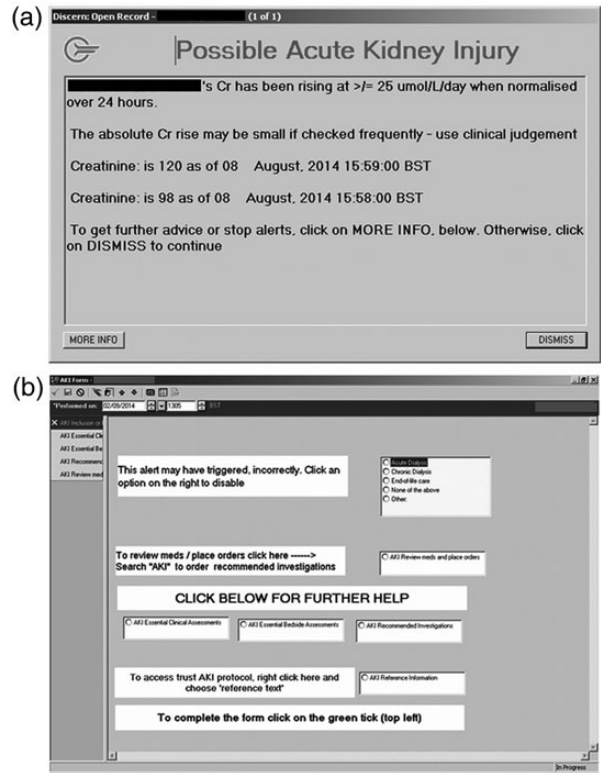 (a)
Discern: Open Record - (1 of 1)
Possible Acute Kidney Injury
's Cr has been rising at >/= 25 umol/L/day when normalised
over 24 hours.
The absolute Cr rise may be small if checked frequently - use clinical judgement
Creatinine: is 120 as of 08 August, 2014 15:59:00 BST
Creatinine: is 98 as of 08 August, 2014 15:58:00 BST
To get further advice or stop alerts, click on MORE INFO, below. Otherwise, click
on DISMISS to continue
MORE INFO
DISMISS
(b)
AKI Form -
*Performed on: 02/09/2014 1305 BST
AKI Inclusion or
AKI Essential Cli
AKI Essential Be
AKI Recommend
AKI Review med
This alert may have triggered, incorrectly. Click an
option on the right to disable
Acute Dialysis
Chronic Dialysis
End-of-life care
None of the above
Other:
To review meds / place orders click here ------>
Search "AKI" to order recommended investigations
AKI Review meds and place orders
CLICK BELOW FOR FURTHER HELP
AKI Essential Clinical Assessments
AKI Essential Bedside Assessments
AKI Recommended Investigations
To access trust AKI protocol, right click here and
choose 'reference text'
AKI Reference Information
To complete the form click on the green tick (top left)
In Progress